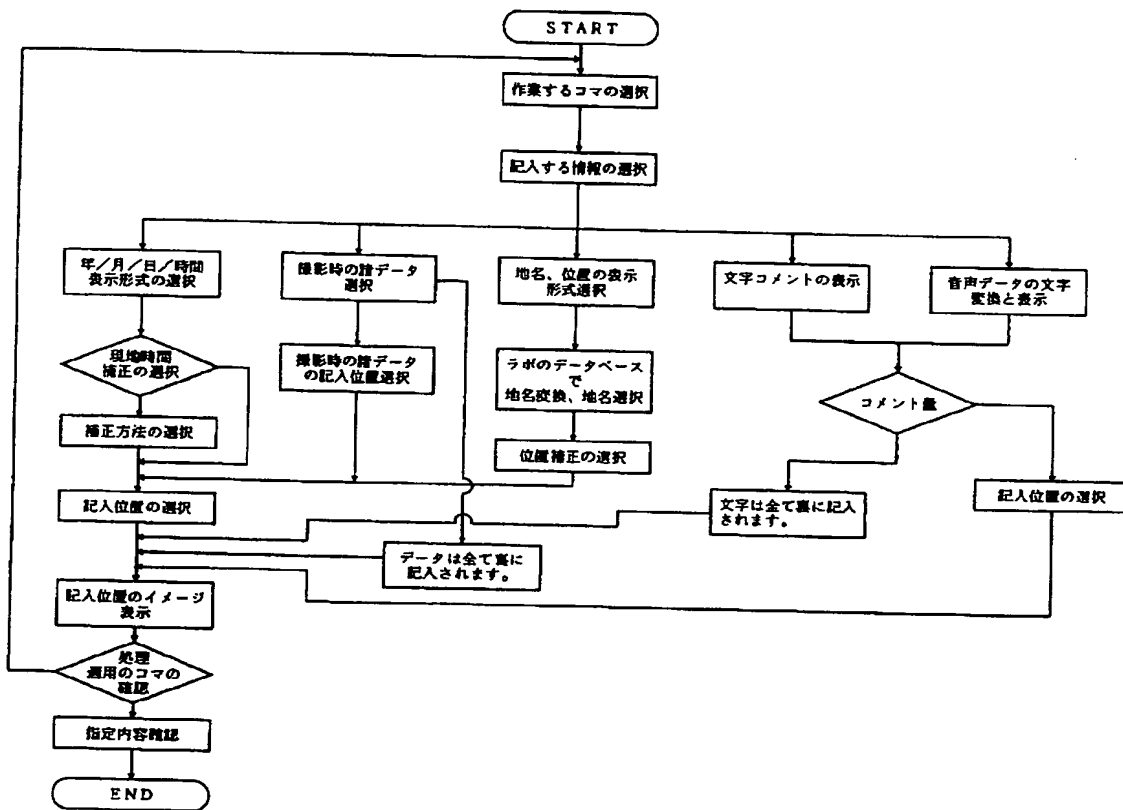 START
作業するコマの選択
記入する情報の選択
年/月/日/時間
表示形式の選択
撮影時の諸データ
選択
地名、位置の表示
形式選択
文字コメントの表示
音声データの文字
変換と表示
現地時間
補正の選択
撮影時の諸データ
の記入位置選択
ラボのデータベース
で
地名変換、地名選択
コメント量
補正方法の選択
位置補正の選択
記入位置の選択
文字は全て裏に記入
されます。
記入位置の選択
データは全て裏に
記入されます。
記入位置のイメージ
表示
処理
適用のコマの
確認
指定内容確認
END